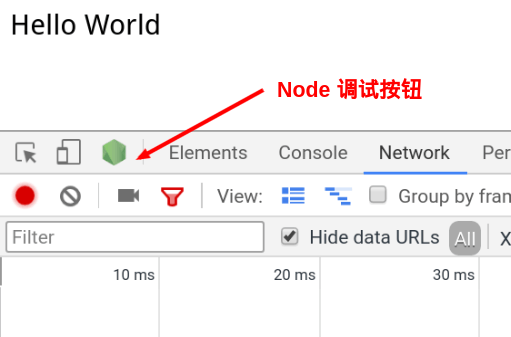 Hello World
Node 调试按钮
Elements Console Network Per
View: Group by fram
Filter Hide data URLs All X
10 ms 20 ms 30 ms